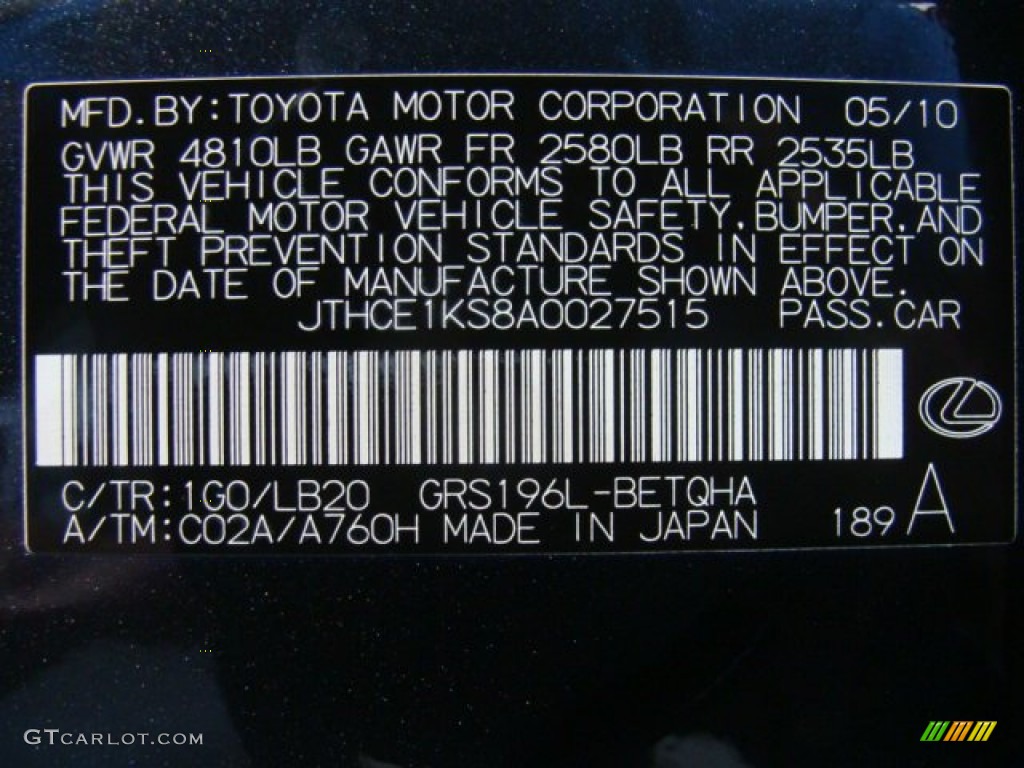 MFD.BY:TOYOTA MOTOR CORPORATION 05/10
GVWR 4810LB GAWR FR 2580LB RR 2535LB
THIS VEHICLE CONFORMS TO ALL APPLICABLE
FEDERAL MOTOR VEHICLE SAFETY,BUMPER,AND
THEFT PREVENTION STANDARDS IN EFFECT ON
THE DATE OF MANUFACTURE SHOWN ABOVE.
JTHCE1KS8A0027515 PASS.CAR
C/TR:1G0/LB20 GRS196L-BETQHA
A/TM:C02A/A760H MADE IN JAPAN 189 A
GTCARLOT.COM